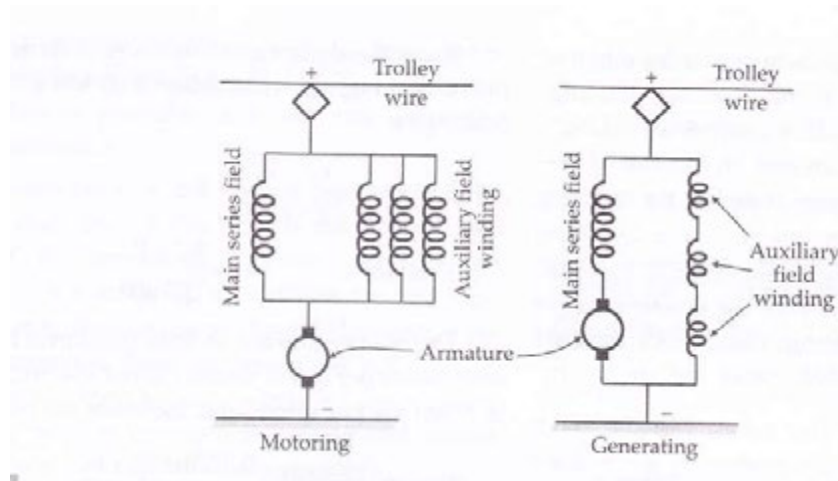 +
Trolley
wire
Main series field
Auxiliary field
winding
Armature
−
Motoring
+
Trolley
wire
Main series field
Auxiliary
field
winding
−
Generating